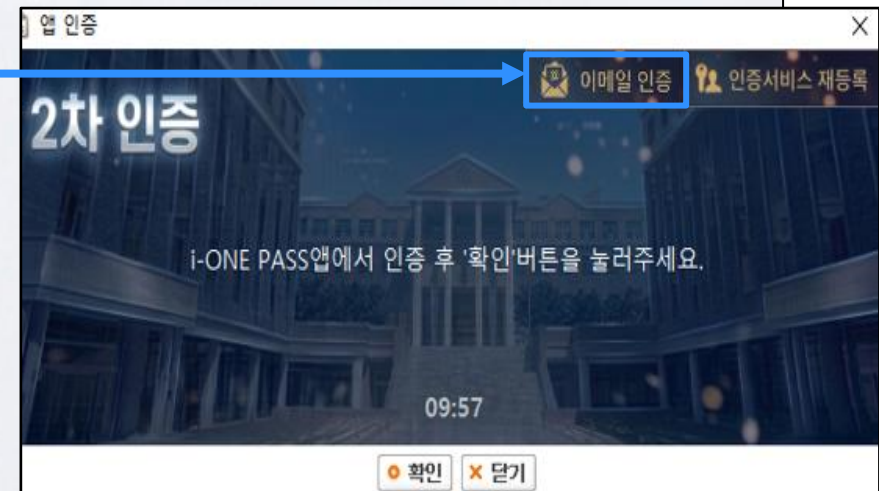 앱 인증
이메일 인증
인증서비스 재등록
2차 인증
i-ONE PASS앱에서 인증 후 '확인'버튼을 눌러주세요.
09:57
확인
닫기